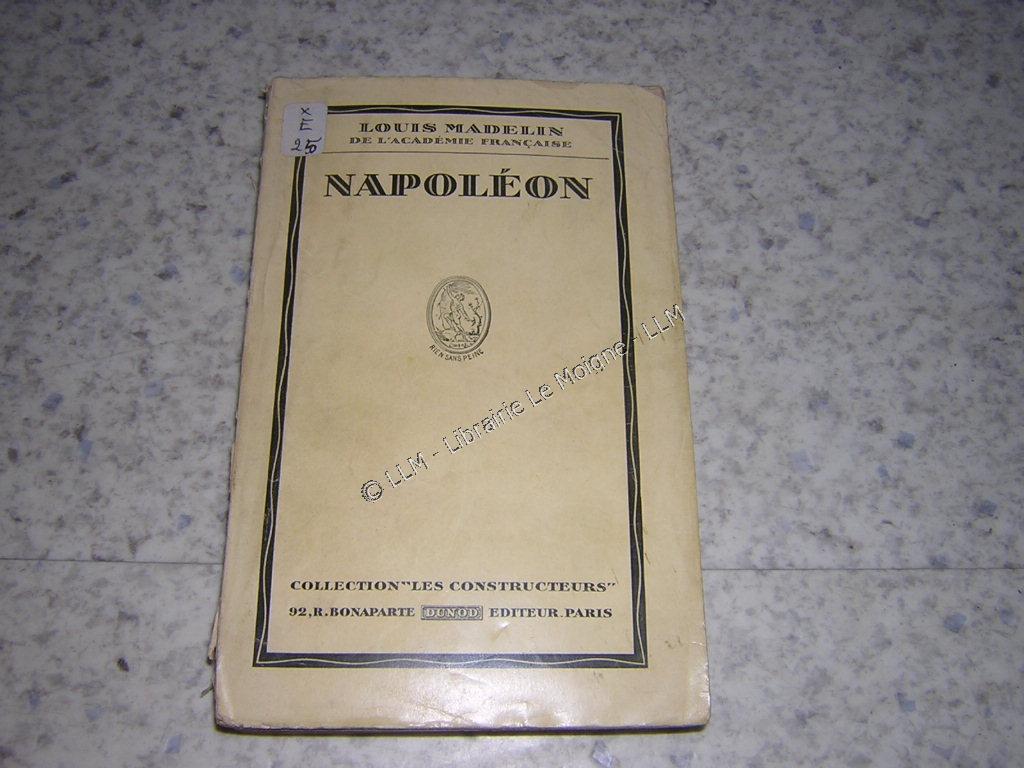 LOUIS MADELIN
DE L'ACADÉMIE FRANÇAISE
NAPOLÉON
RIEN SANS PEINE
© LLM - Librairie Le Moigne - LLM
COLLECTION "LES CONSTRUCTEURS"
92, R. BONAPARTE DUNOD EDITEUR. PARIS